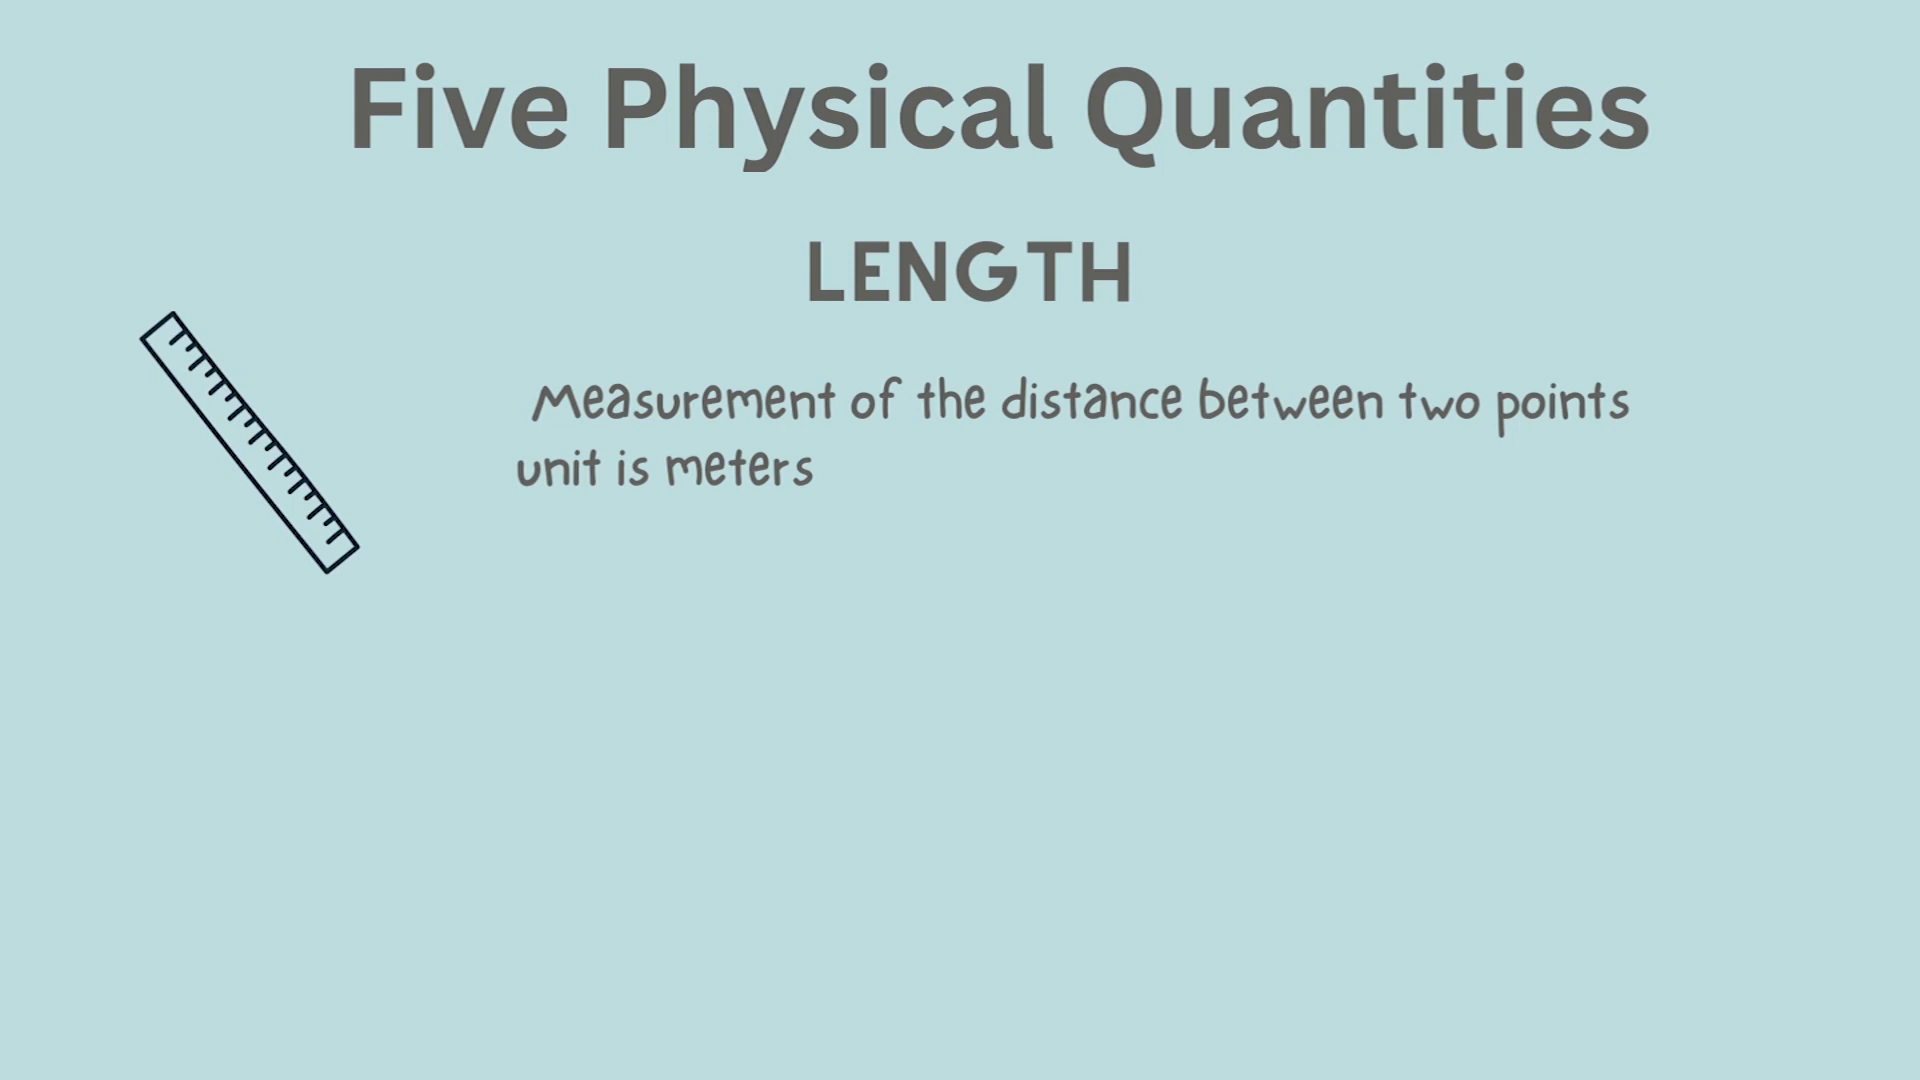 Five Physical Quantities
LENGTH
Measurement of the distance between two points
unit is meters